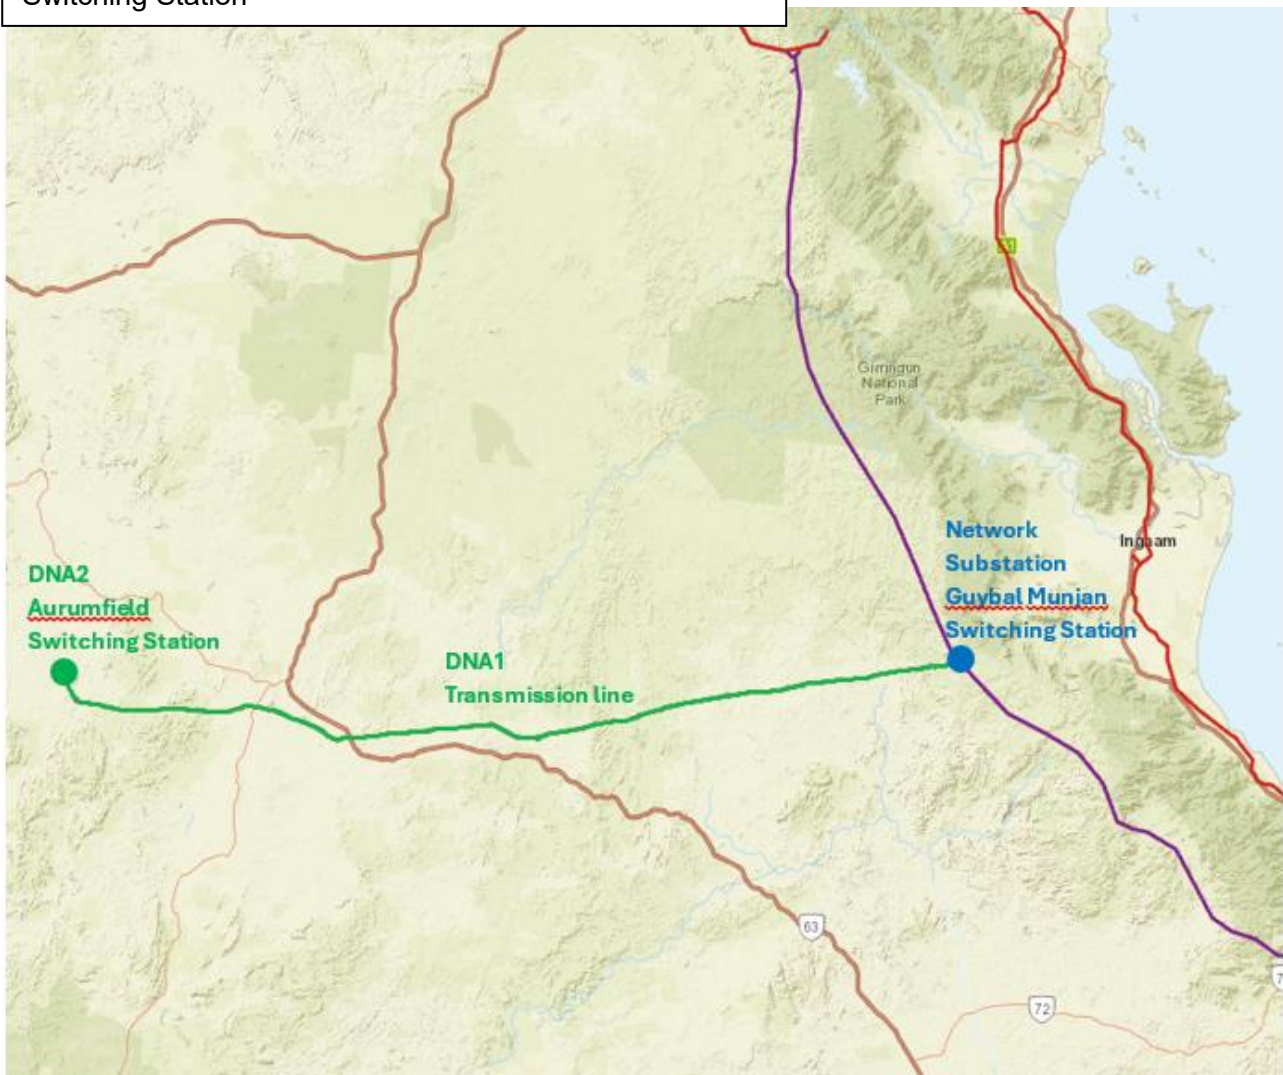 Switching Station
Girringun
National
Park
Network
Substation
Guybal Munjan
Switching Station
Ingham
DNA2
Aurumfield
Switching Station
DNA1
Transmission line
63
72